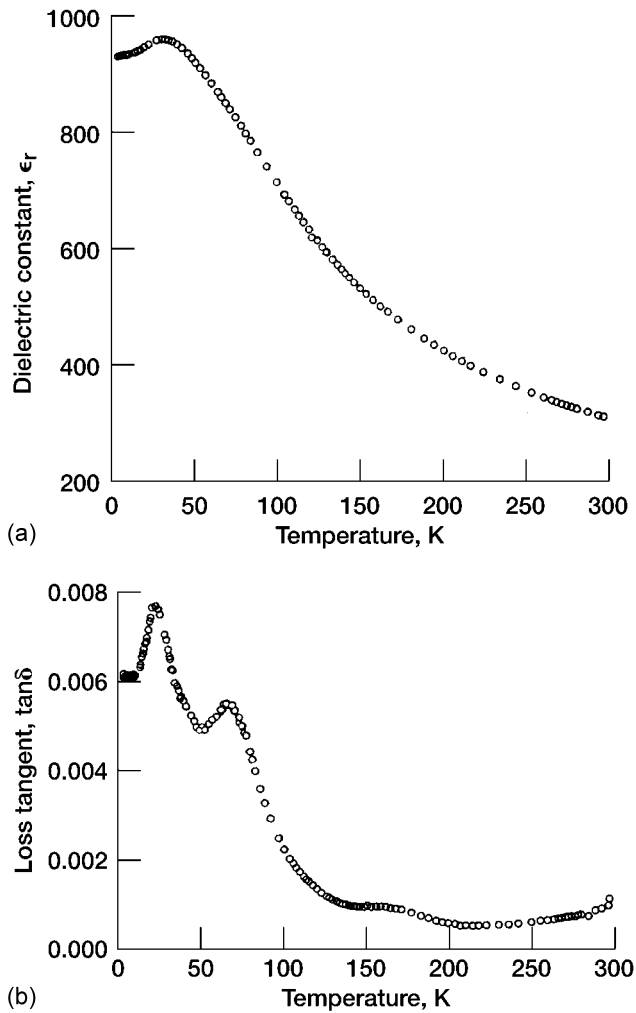 1000
800
600
400
200
Dielectric constant, ϵr
0 50 100 150 200 250 300
Temperature, K
(a)
0.008
0.006
0.004
0.002
0.000
Loss tangent, tanδ
0 50 100 150 200 250 300
Temperature, K
(b)